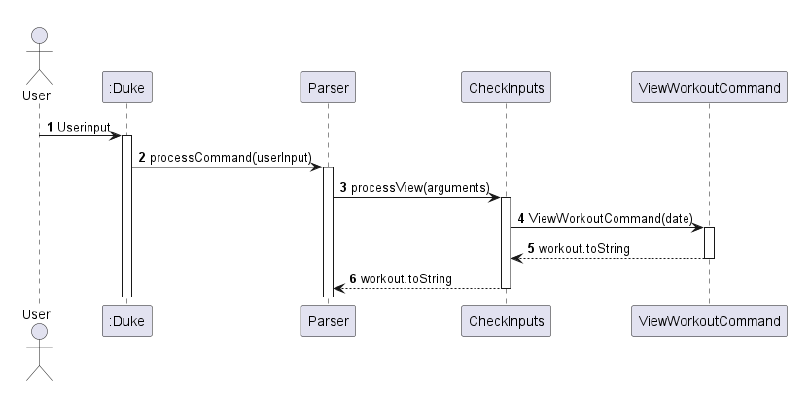 User
:Duke
Parser
CheckInputs
ViewWorkoutCommand
1 Userinput
2 processCommand(userInput)
3 processView(arguments)
4 ViewWorkoutCommand(date)
5 workout.toString
6 workout.toString
User
:Duke
Parser
CheckInputs
ViewWorkoutCommand